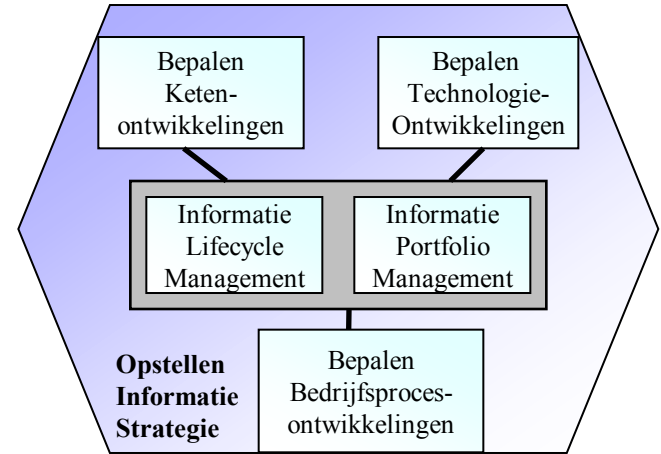 Bepalen
Keten-
ontwikkelingen
Bepalen
Technologie-
Ontwikkelingen
Informatie
Lifecycle
Management
Informatie
Portfolio
Management
Opstellen
Informatie
Strategie
Bepalen
Bedrijfsproces-
ontwikkelingen